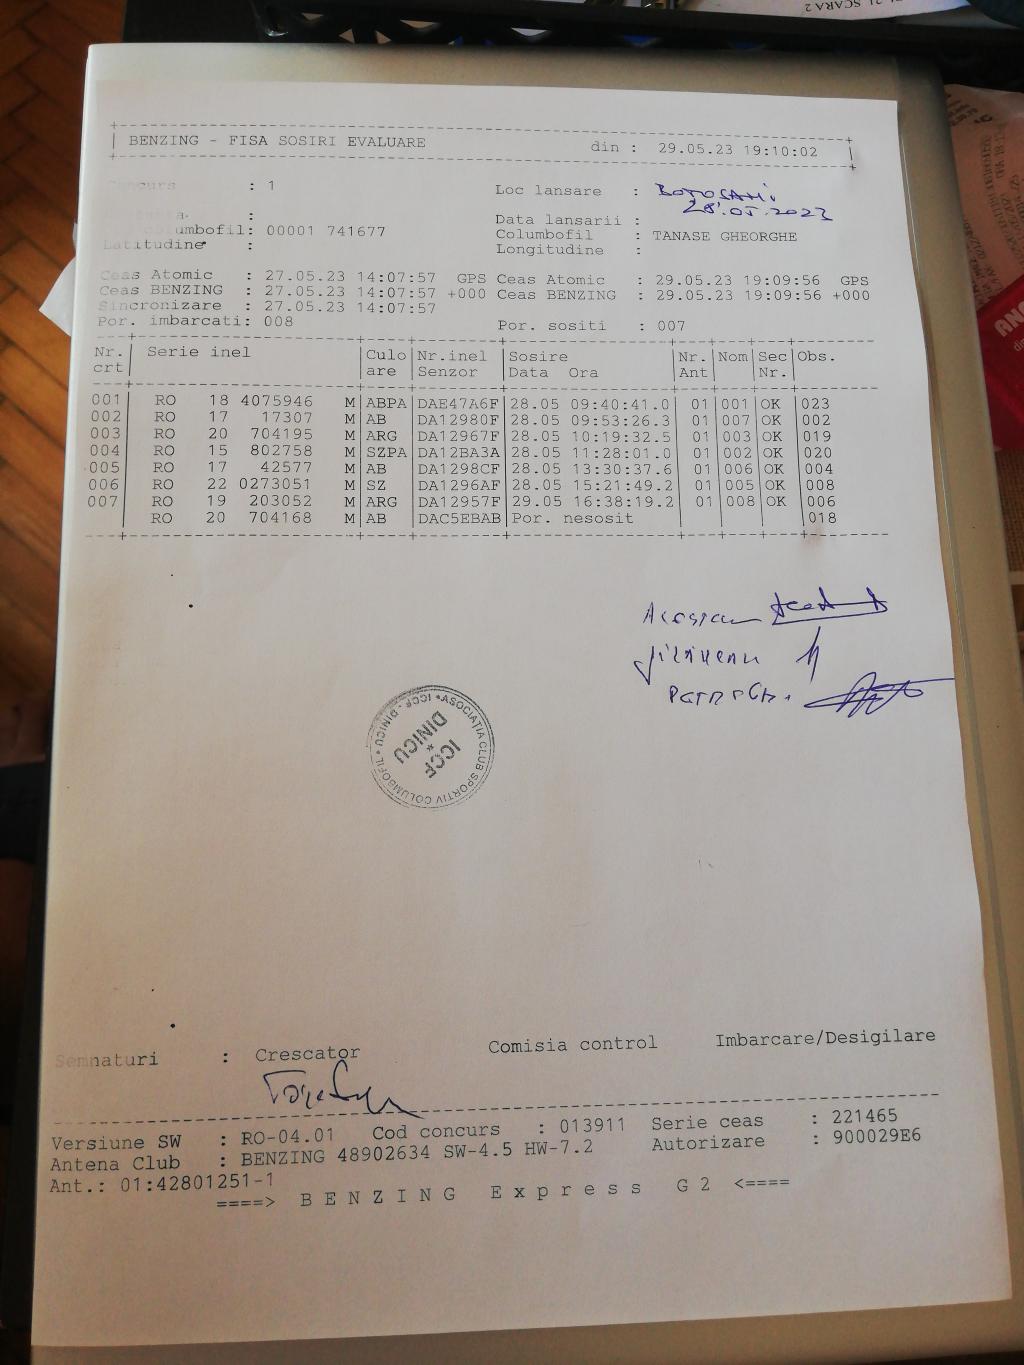 SCARA 2
BENZING - FISA SOSIRI EVALUARE din : 29.05.23 19:10:02
Concurs : 1 Loc lansare : BOTOSANI
28.05.2023
: Data lansarii :
Columbofil: 00001 741677 Columbofil : TANASE GHEORGHE
Latitudine : Longitudine :
Ceas Atomic : 27.05.23 14:07:57 GPS Ceas Atomic : 29.05.23 19:09:56 GPS
Ceas BENZING : 27.05.23 14:07:57 +000 Ceas BENZING : 29.05.23 19:09:56 +000
Sincronizare : 27.05.23 14:07:57
Por. imbarcati: 008 Por. sositi : 007
Nr. Serie inel Culo Nr.inel Sosire Nr. Nom Sec Obs.
crt are Senzor Data Ora Ant Nr.
001 RO 18 4075946 M ABPA DAE47A6F 28.05 09:40:41.0 01 001 OK 023
002 RO 17 17307 M AB DA12980F 28.05 09:53:26.3 01 007 OK 002
003 RO 20 704195 M ARG DA12967F 28.05 10:19:32.5 01 003 OK 019
004 RO 15 802758 M SZPA DA12BA3A 28.05 11:28:01.0 01 002 OK 020
005 RO 17 42577 M AB DA1298CF 28.05 13:30:37.6 01 006 OK 004
006 RO 22 0273051 M SZ DA1296AF 28.05 15:21:49.2 01 005 OK 008
007 RO 19 203052 M ARG DA12957F 29.05 16:38:19.2 01 008 OK 006
RO 20 704168 M AB DAC5EBAB Por. nesosit 018
ASOCIAȚIA CLUB SPORTIV COLUMBOFIL • ICCF - DINICU •
ICCF
*
DINICU
Semnaturi : Crescator Comisia control Imbarcare/Desigilare
Versiune SW : RO-04.01 Cod concurs : 013911 Serie ceas : 221465
Antena Club : BENZING 48902634 SW-4.5 HW-7.2 Autorizare : 900029E6
Ant.: 01:42801251-1
====> B E N Z I N G E x p r e s s G 2 <====